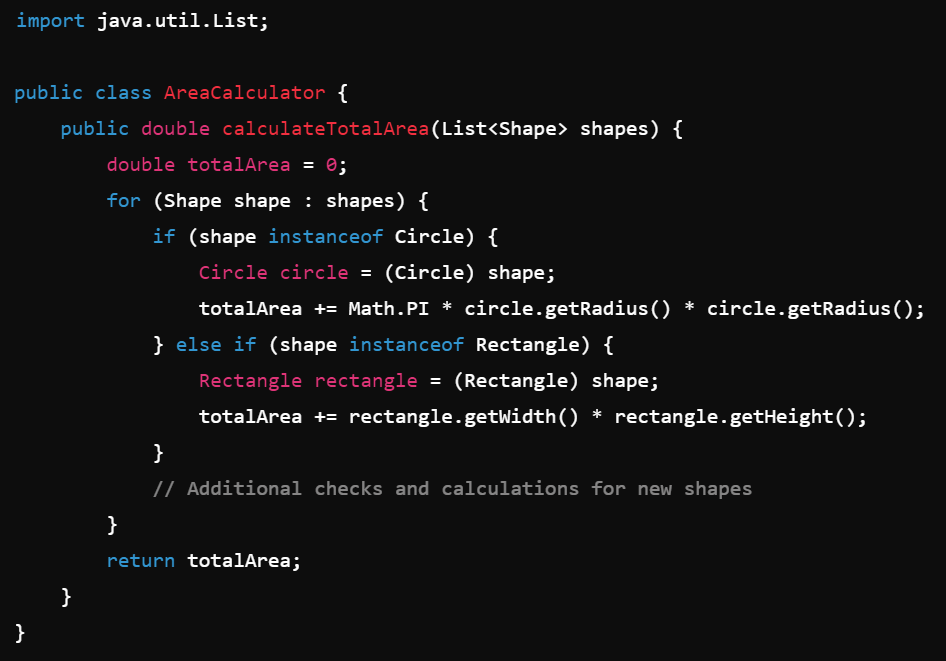 import java.util.List;
public class AreaCalculator {
    public double calculateTotalArea(List<Shape> shapes) {
        double totalArea = 0;
        for (Shape shape : shapes) {
            if (shape instanceof Circle) {
                Circle circle = (Circle) shape;
                totalArea += Math.PI * circle.getRadius() * circle.getRadius();
            } else if (shape instanceof Rectangle) {
                Rectangle rectangle = (Rectangle) shape;
                totalArea += rectangle.getWidth() * rectangle.getHeight();
            }
            // Additional checks and calculations for new shapes
        }
        return totalArea;
    }
}